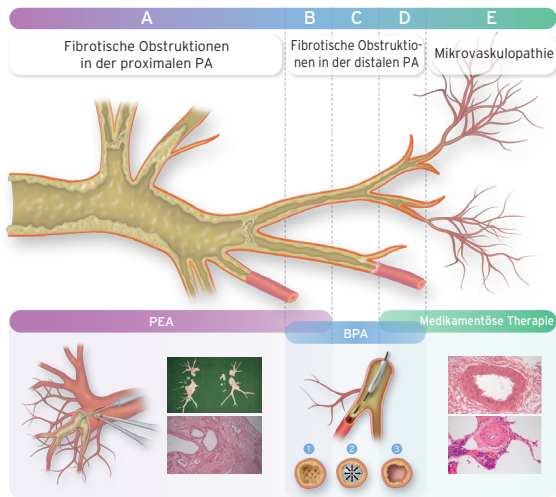 A B C D E
Fibrotische Obstruktionen
in der proximalen PA
Fibrotische Obstruktio-
nen in der distalen PA
Mikrovaskulopathie
PEA
BPA
Medikamentöse Therapie
1 2 3